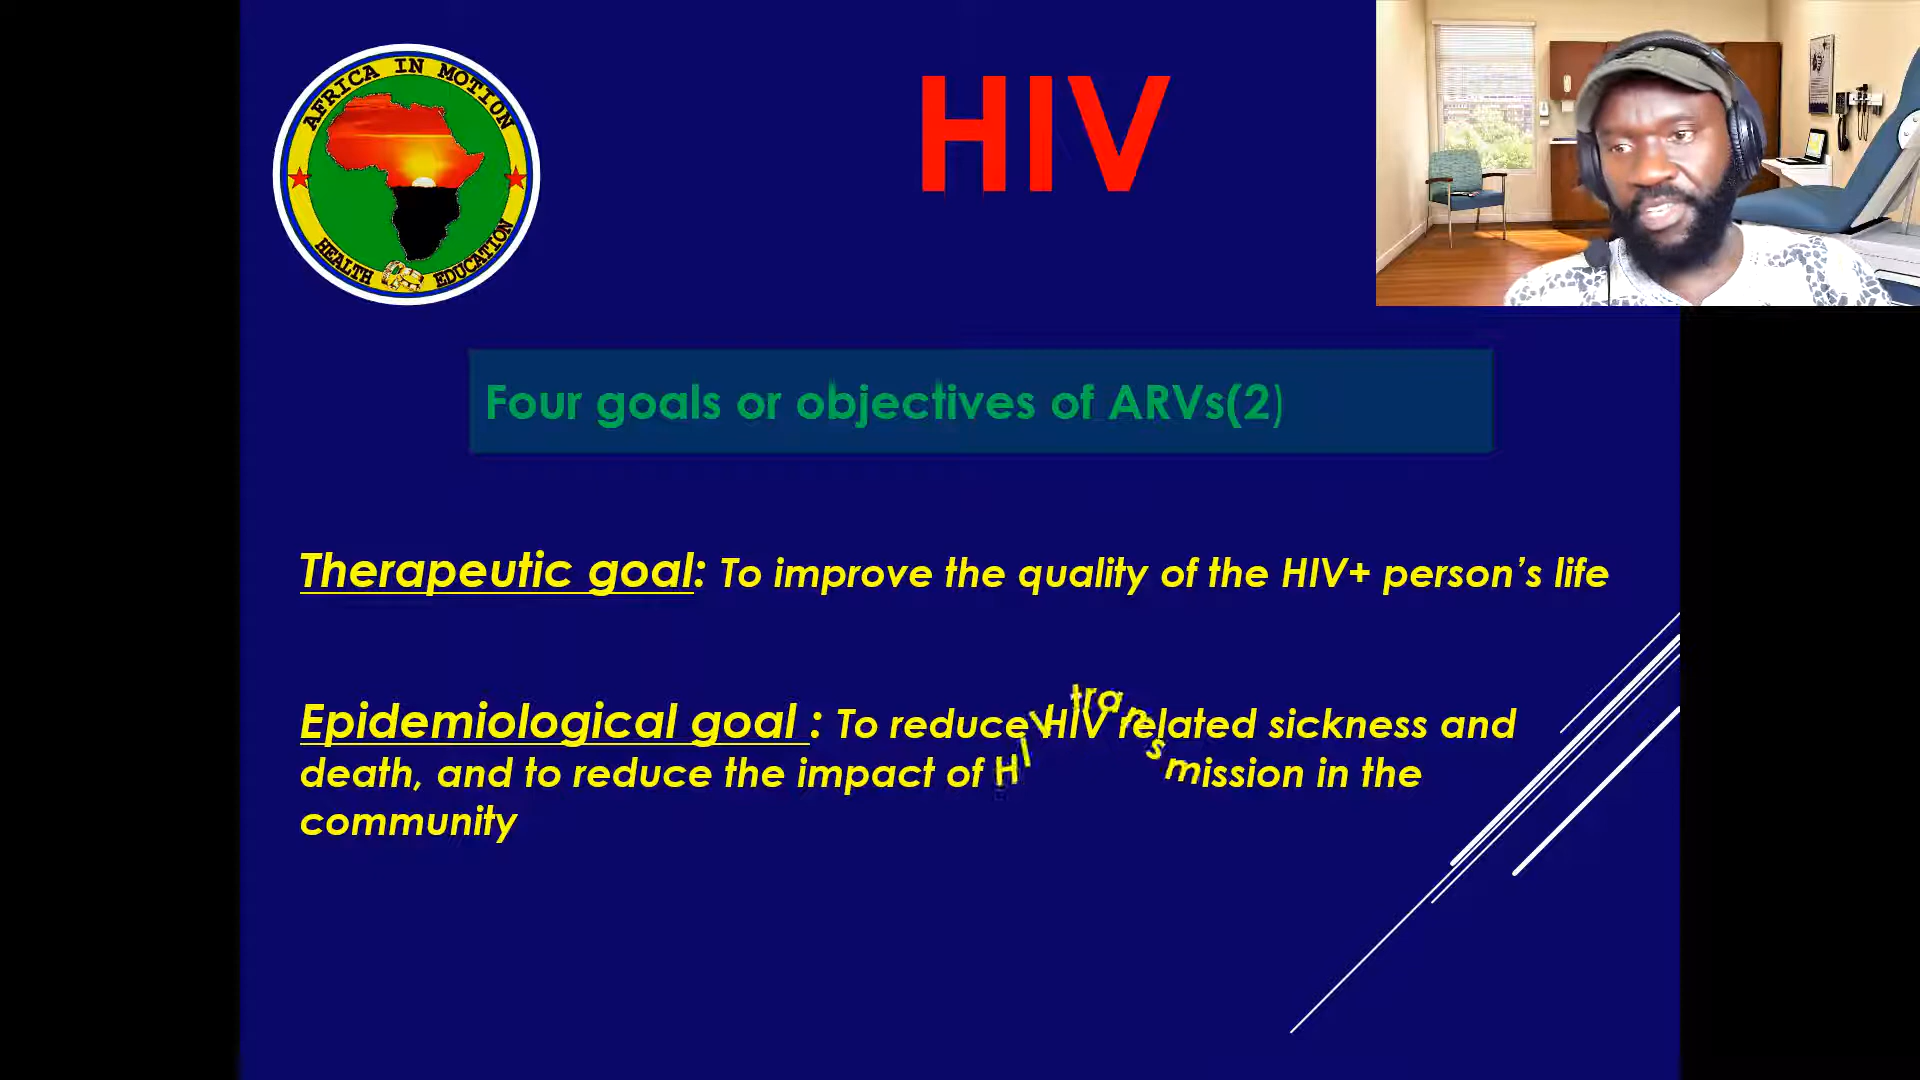 AFRICA IN MOTION
HEALTH EDUCATION
HIV
Four goals or objectives of ARVs(2)
Therapeutic goal: To improve the quality of the HIV+ person’s life
Epidemiological goal : To reduce HIV related sickness and
death, and to reduce the impact of HIV transmission in the
community